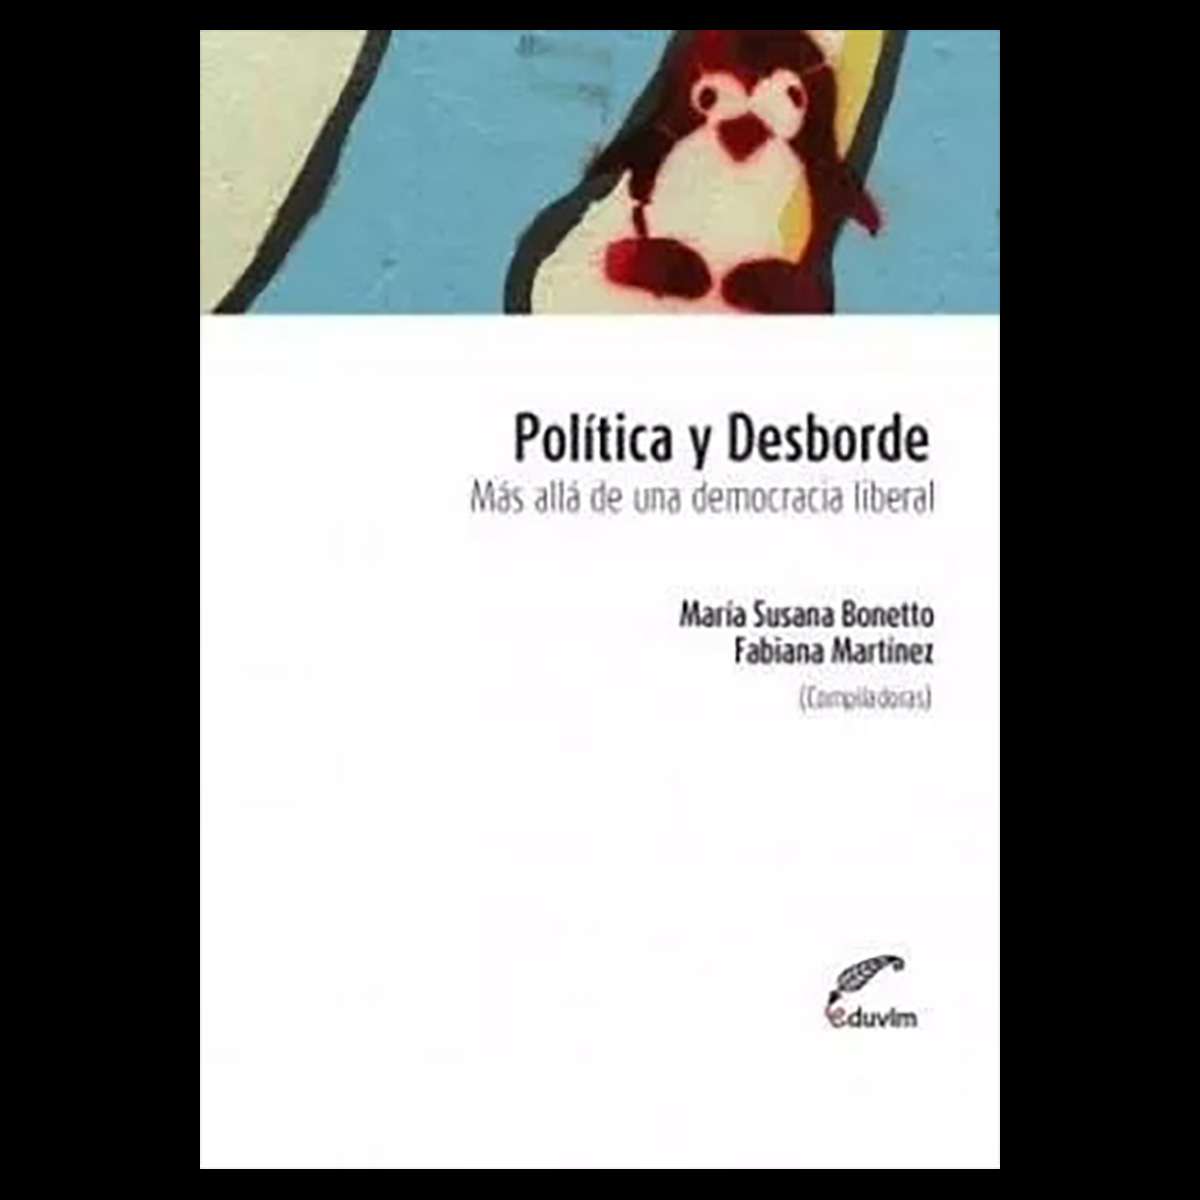 Política y Desborde
Más allá de una democracia liberal
María Susana Bonetto
Fabiana Martínez
(Compiladoras)
eduvim